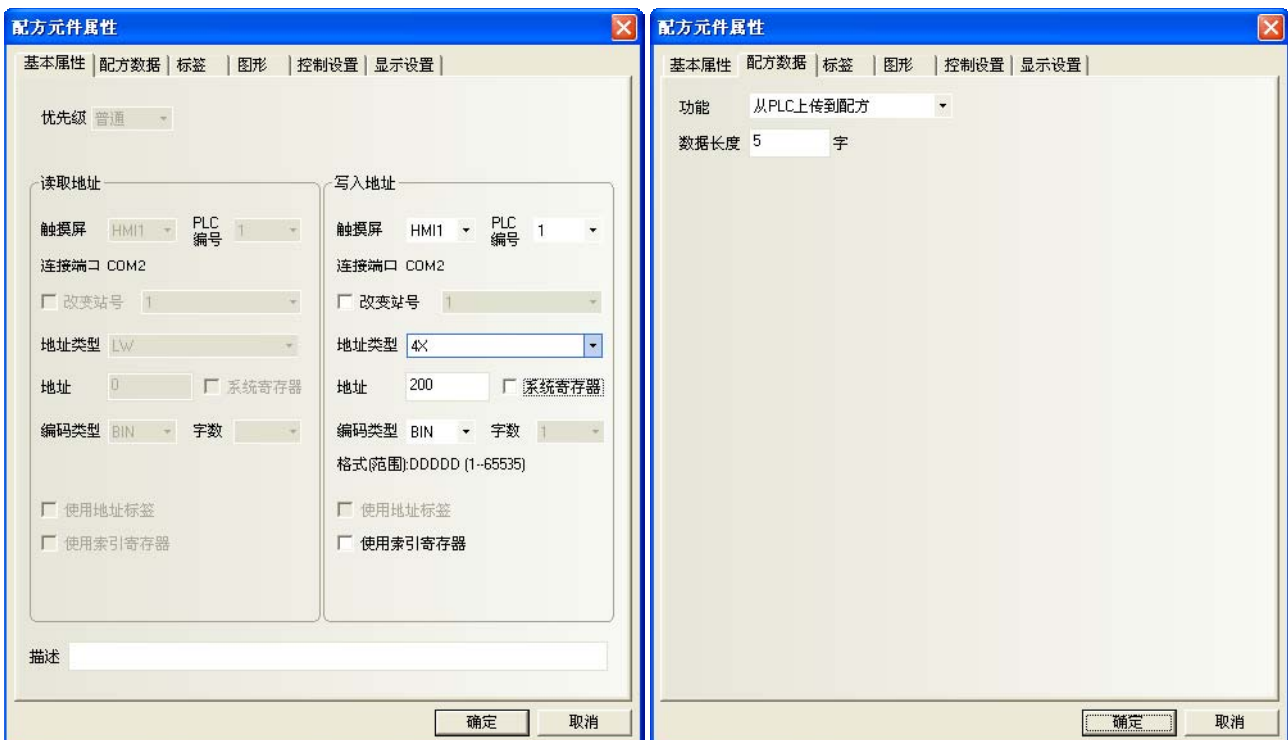 配方元件属性
基本属性 配方数据 标签 图形 控制设置 显示设置
优先级 普通
读取地址
触摸屏 HMI1 PLC编号 1
连接端口 COM2
改变站号 1
地址类型 LW
地址 0 系统寄存器
编码类型 BIN 字数
使用地址标签
使用索引寄存器
写入地址
触摸屏 HMI1 PLC编号 1
连接端口 COM2
改变站号 1
地址类型 4X
地址 200 系统寄存器
编码类型 BIN 字数 1
格式(范围):DDDDD (1--65535)
使用地址标签
使用索引寄存器
描述
确定 取消
配方元件属性
基本属性 配方数据 标签 图形 控制设置 显示设置
功能 从PLC上传到配方
数据长度 5 字
确定 取消